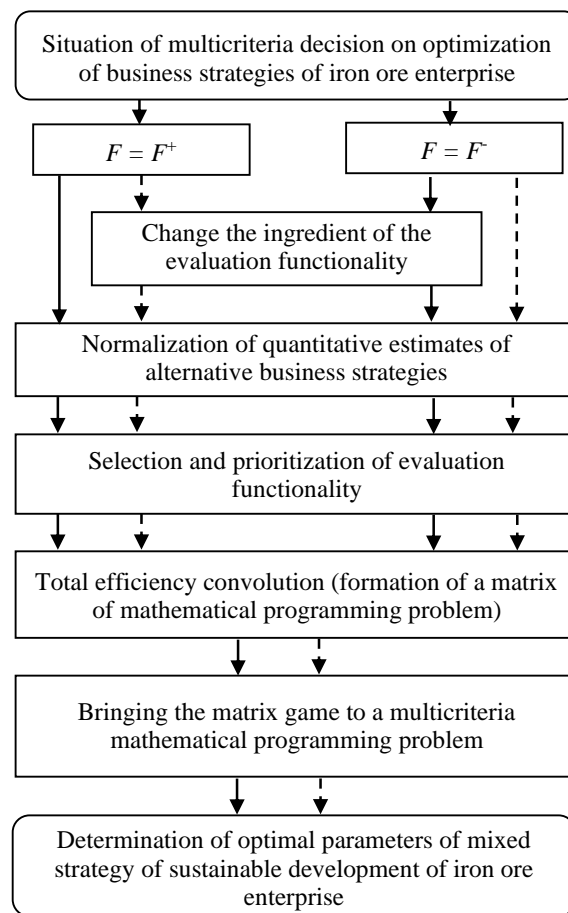 Situation of multicriteria decision on optimization
of business strategies of iron ore enterprise
F = F⁺
F = F⁻
Change the ingredient of the
evaluation functionality
Normalization of quantitative estimates of
alternative business strategies
Selection and prioritization of evaluation
functionality
Total efficiency convolution (formation of a matrix
of mathematical programming problem)
Bringing the matrix game to a multicriteria
mathematical programming problem
Determination of optimal parameters of mixed
strategy of sustainable development of iron ore
enterprise